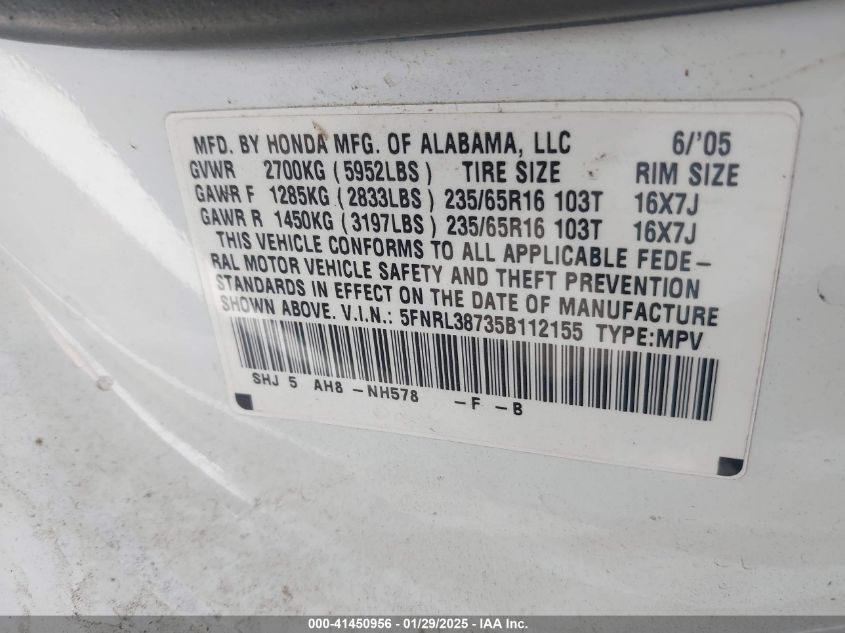 MFD. BY HONDA MFG. OF ALABAMA, LLC 6/'05
GVWR 2700KG (5952LBS) TIRE SIZE RIM SIZE
GAWR F 1285KG (2833LBS) 235/65R16 103T 16X7J
GAWR R 1450KG (3197LBS) 235/65R16 103T 16X7J
THIS VEHICLE CONFORMS TO ALL APPLICABLE FEDE-
RAL MOTOR VEHICLE SAFETY AND THEFT PREVENTION
STANDARDS IN EFFECT ON THE DATE OF MANUFACTURE
SHOWN ABOVE. V.I.N.: 5FNRL38735B112155 TYPE:MPV
SHJ 5 AH8 -NH578 -F -B
000-41450956 - 01/29/2025 - IAAI.COM